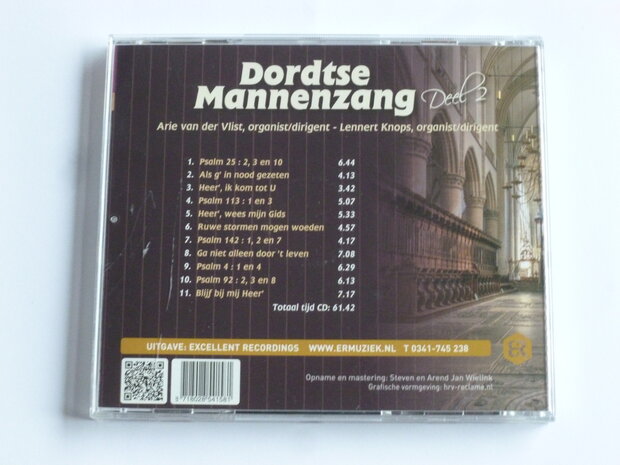 Dordtse
Mannenzang Deel 2
Arie van der Vlist, organist/dirigent - Lennert Knops, organist/dirigent
1. Psalm 25 : 2, 3 en 10 6.44
2. Als g' in nood gezeten 4.13
3. Heer', ik kom tot U 3.42
4. Psalm 113 : 1 en 3 5.07
5. Heer', wees mijn Gids 5.33
6. Ruwe stormen mogen woeden 4.57
7. Psalm 142 : 1, 2 en 7 4.17
8. Ga niet alleen door 't leven 7.08
9. Psalm 4 : 1 en 4 6.29
10. Psalm 92 : 2, 3 en 8 6.13
11. Blijf bij mij Heer' 7.17
Totaal tijd CD: 61.42
UITGAVE: EXCELLENT RECORDINGS WWW.ERMUZIEK.NL T 0341-745 238
Opname en mastering: Steven en Arend Jan Wielink
Grafische vormgeving: hrv-reclame.nl
8 718028 041581